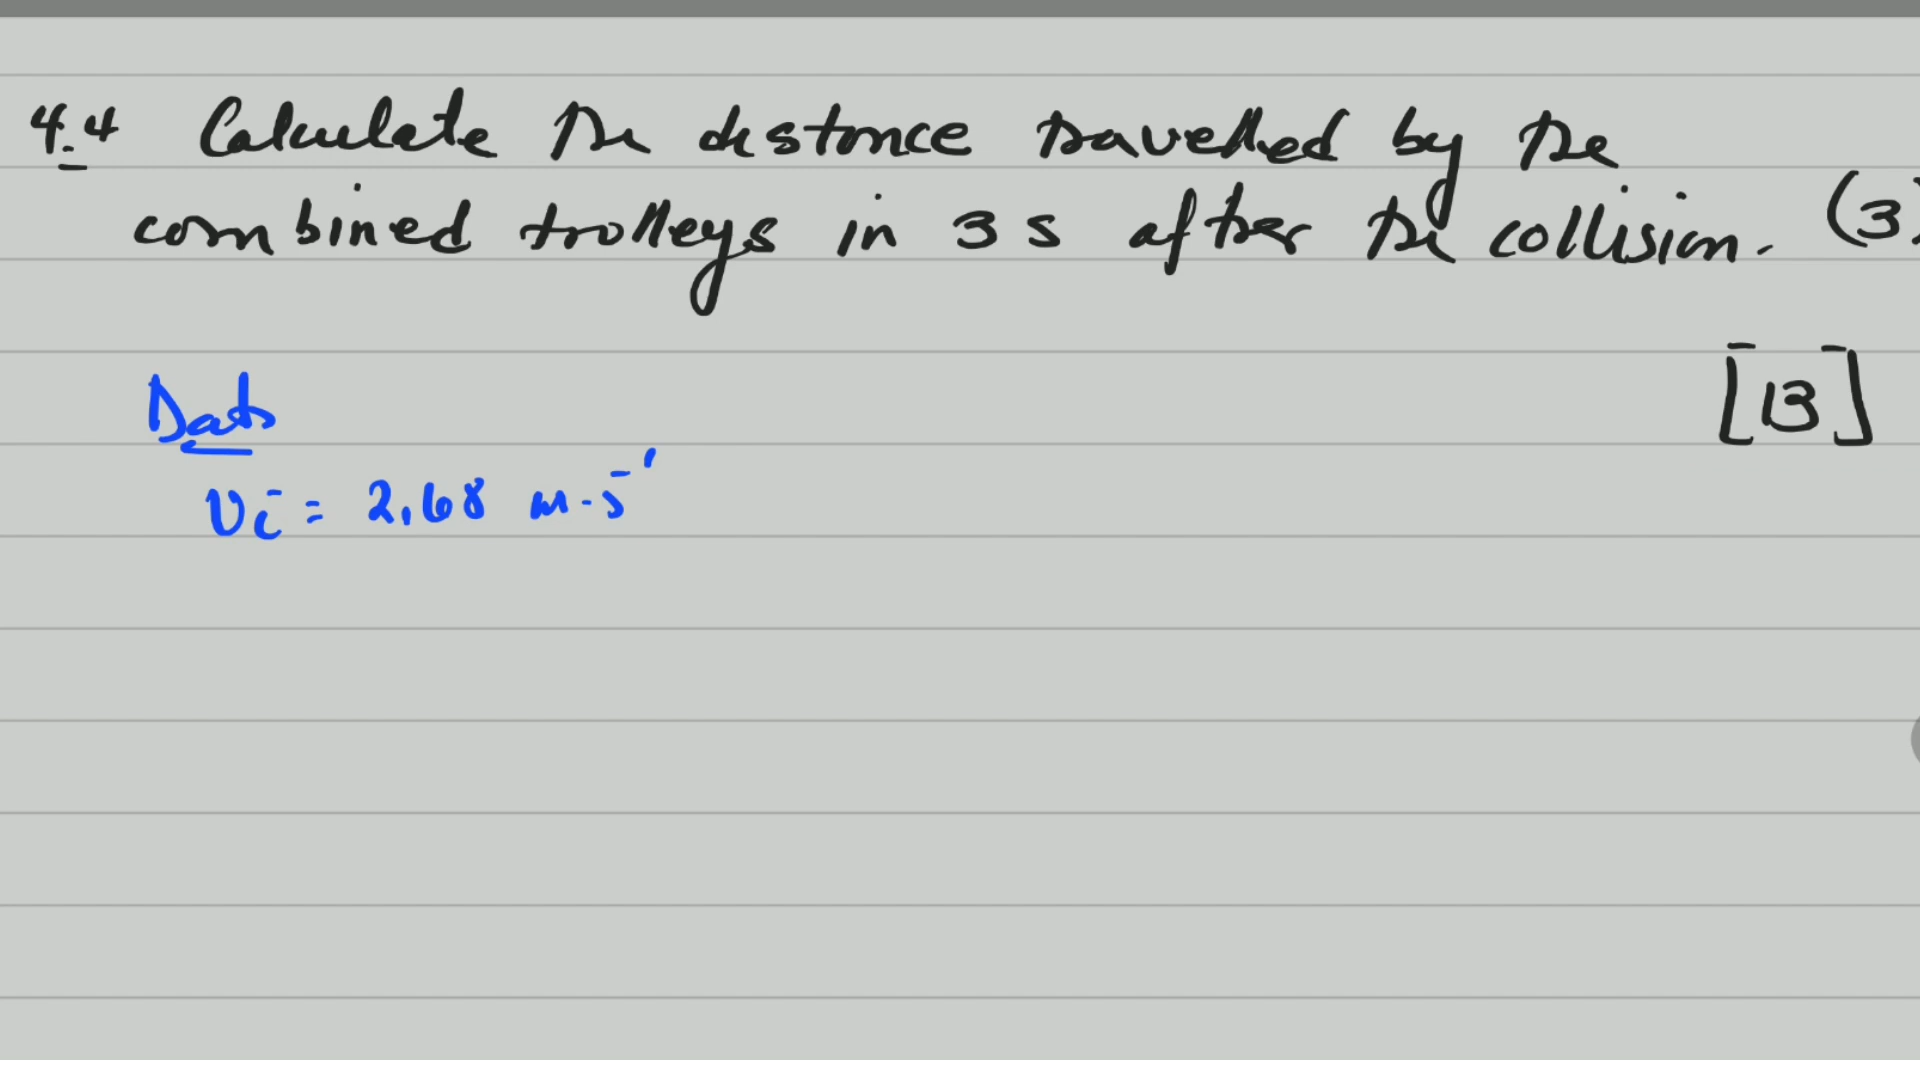 4.4 Calculate the distance travelled by the
combined trolleys in 3 s after the collision. (3)
[13]
Data
vi = 2,68 m·s⁻¹